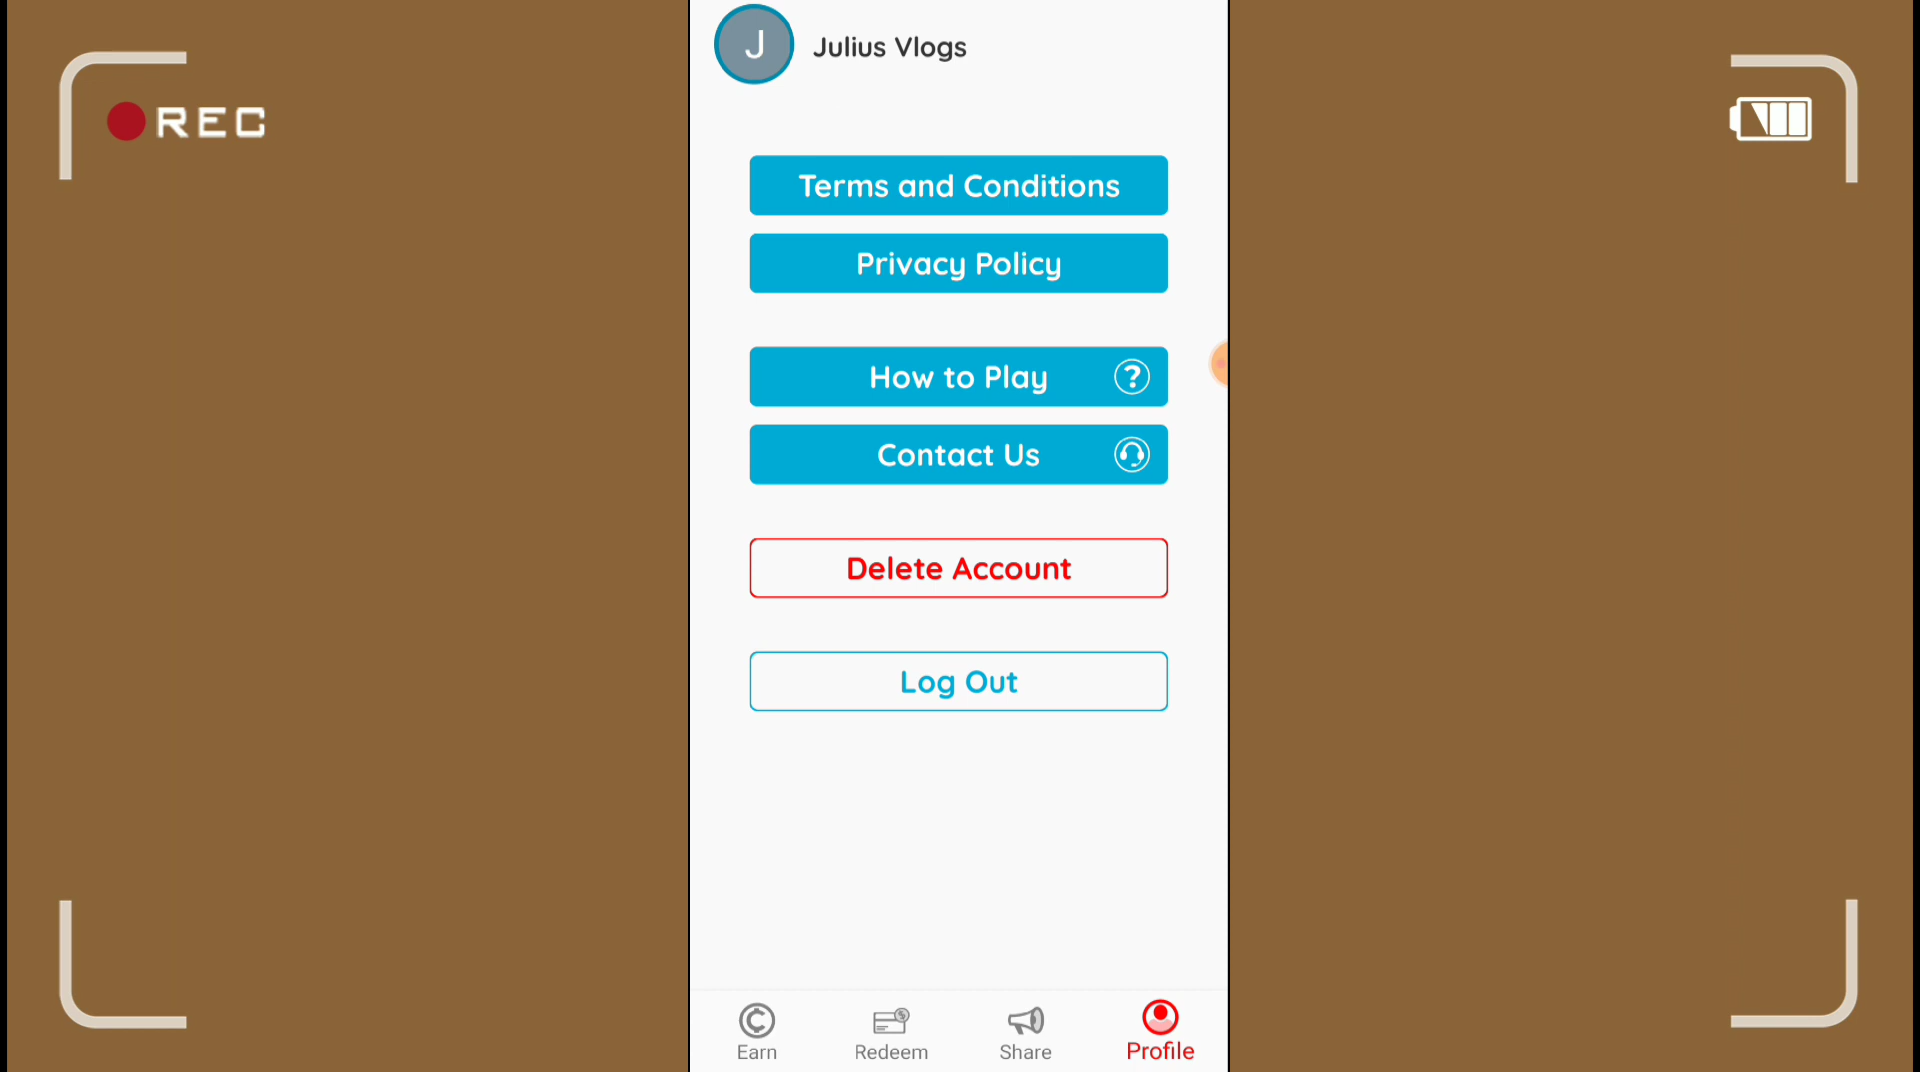 REC
J
Julius Vlogs
Terms and Conditions
Privacy Policy
How to Play ?
Contact Us
Delete Account
Log Out
Earn
Redeem
Share
Profile